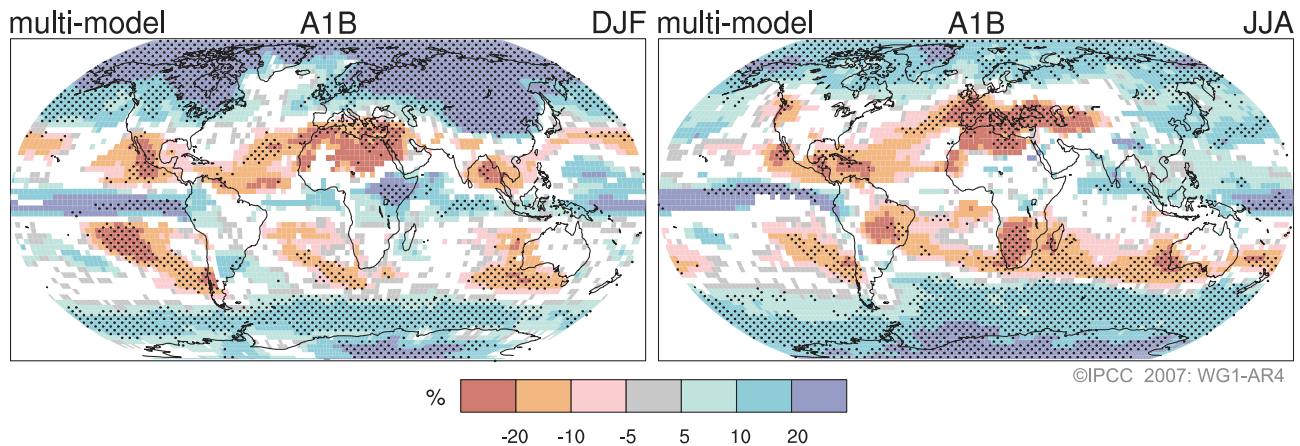 multi-model A1B DJF
multi-model A1B JJA
©IPCC 2007: WG1-AR4
%
-20 -10 -5 5 10 20